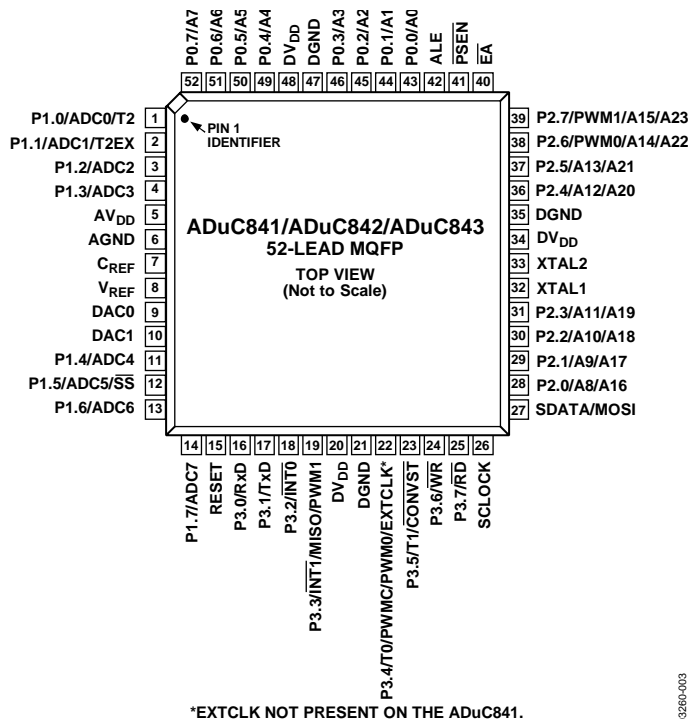 P0.7/A7
P0.6/A6
P0.5/A5
P0.4/A4
DVDD
DGND
P0.3/A3
P0.2/A2
P0.1/A1
P0.0/A0
ALE
PSEN
EA
52
51
50
49
48
47
46
45
44
43
42
41
40
P1.0/ADC0/T2 1
P1.1/ADC1/T2EX 2
P1.2/ADC2 3
P1.3/ADC3 4
AVDD 5
AGND 6
CREF 7
VREF 8
DAC0 9
DAC1 10
P1.4/ADC4 11
P1.5/ADC5/SS 12
P1.6/ADC6 13
PIN 1
IDENTIFIER
ADuC841/ADuC842/ADuC843
52-LEAD MQFP
TOP VIEW
(Not to Scale)
39 P2.7/PWM1/A15/A23
38 P2.6/PWM0/A14/A22
37 P2.5/A13/A21
36 P2.4/A12/A20
35 DGND
34 DVDD
33 XTAL2
32 XTAL1
31 P2.3/A11/A19
30 P2.2/A10/A18
29 P2.1/A9/A17
28 P2.0/A8/A16
27 SDATA/MOSI
14
15
16
17
18
19
20
21
22
23
24
25
26
P1.7/ADC7
RESET
P3.0/RxD
P3.1/TxD
P3.2/INT0
P3.3/INT1/MISO/PWM1
DVDD
DGND
P3.4/T0/PWMC/PWM0/EXTCLK*
P3.5/T1/CONVST
P3.6/WR
P3.7/RD
SCLOCK
*EXTCLK NOT PRESENT ON THE ADuC841.
3260-003